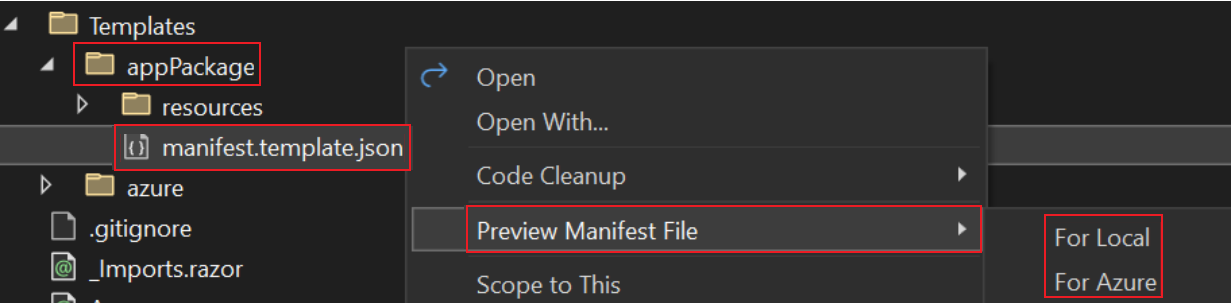 Templates
appPackage
resources
manifest.template.json
azure
.gitignore
_Imports.razor
Open
Open With...
Code Cleanup
Preview Manifest File
Scope to This
For Local
For Azure